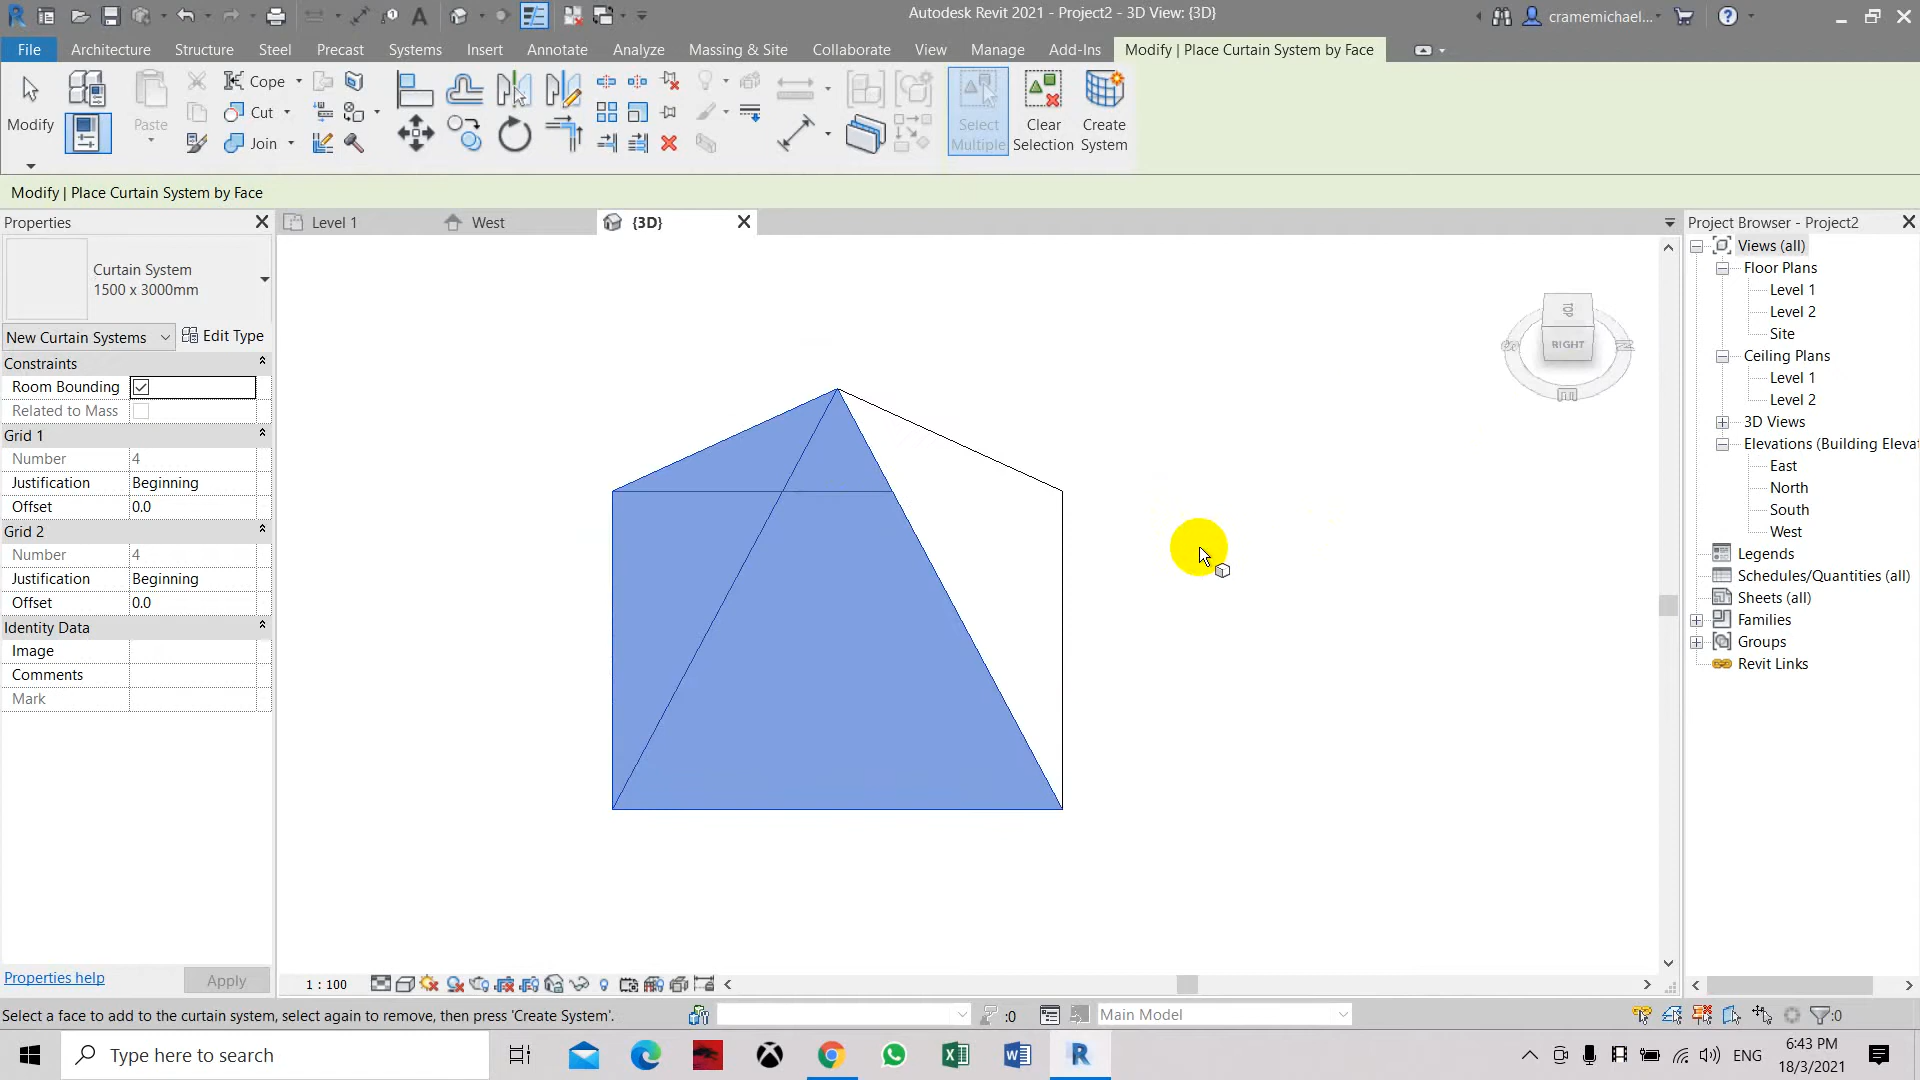 Autodesk Revit 2021 - Project2 - 3D View: {3D}
cramemichael...
File
Architecture
Structure
Steel
Precast
Systems
Insert
Annotate
Analyze
Massing & Site
Collaborate
View
Manage
Add-Ins
Modify | Place Curtain System by Face
Modify
Paste
Cope
Cut
Join
Select Multiple
Clear Selection
Create System
Modify | Place Curtain System by Face
Properties
Level 1
West
{3D}
Project Browser - Project2
Curtain System
1500 x 3000mm
New Curtain Systems
Edit Type
Constraints
Room Bounding
Related to Mass
Grid 1
Number 4
Justification Beginning
Offset 0.0
Grid 2
Number 4
Justification Beginning
Offset 0.0
Identity Data
Image
Comments
Mark
Properties help
Apply
TOP
RIGHT
Views (all)
Floor Plans
Level 1
Level 2
Site
Ceiling Plans
Level 1
Level 2
3D Views
Elevations (Building Eleva
East
North
South
West
Legends
Schedules/Quantities (all)
Sheets (all)
Families
Groups
Revit Links
1 : 100
Select a face to add to the curtain system, select again to remove, then press 'Create System'.
:0
Main Model
:0
Type here to search
ENG
6:43 PM
18/3/2021